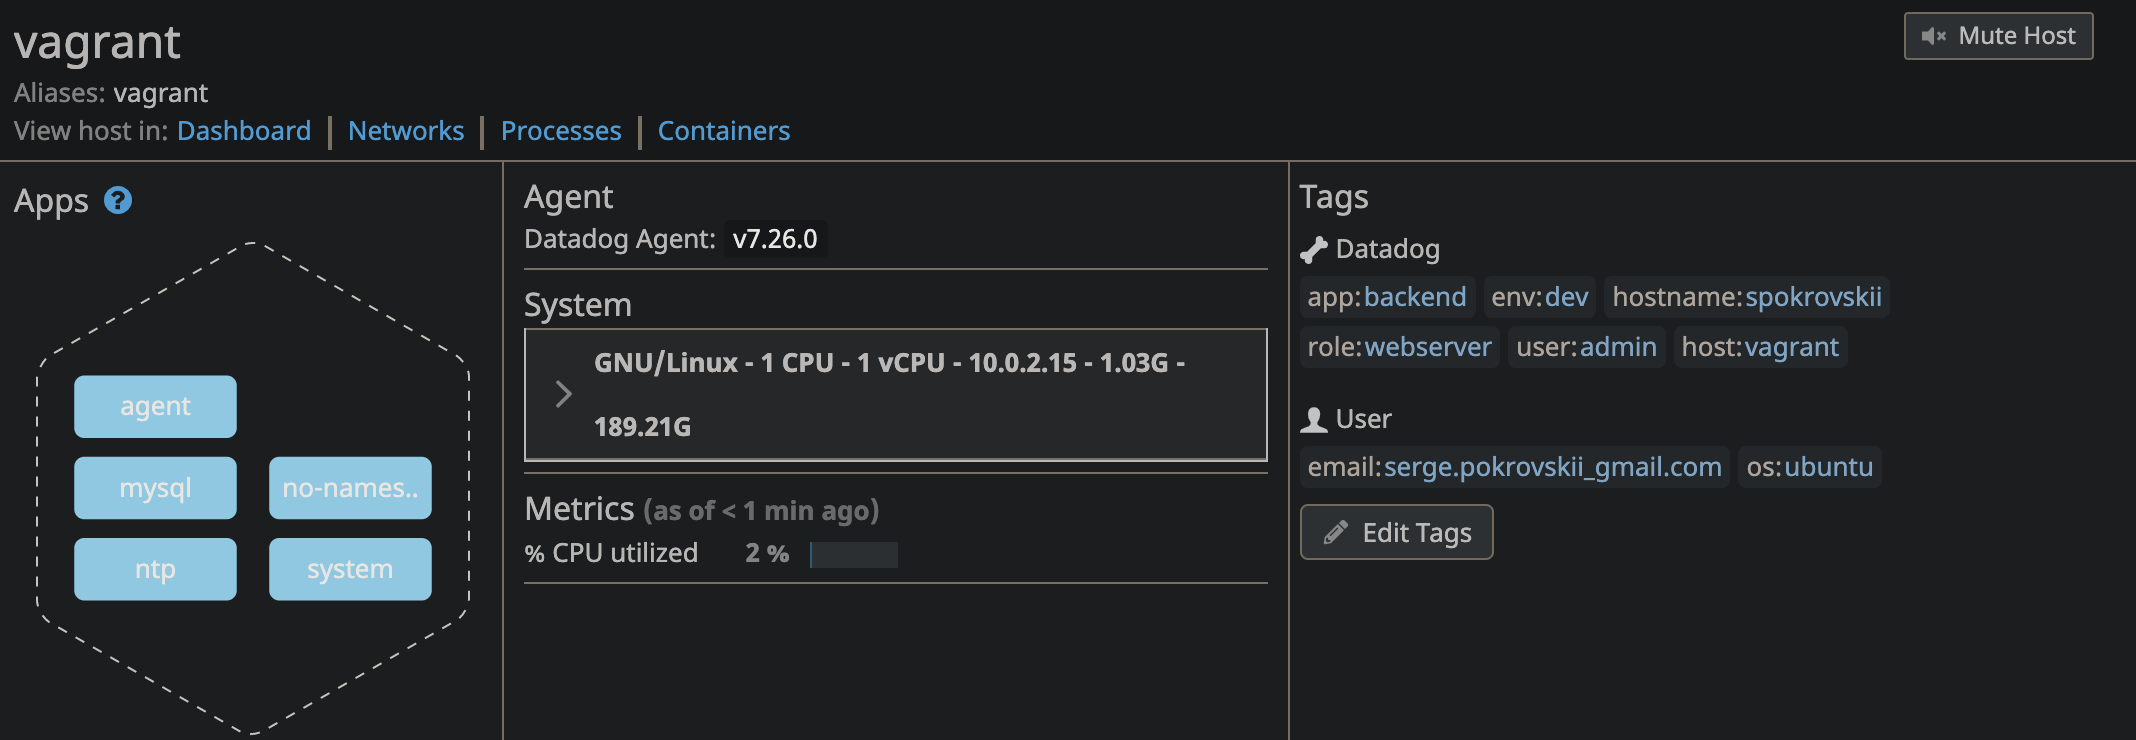 vagrant
Mute Host
Aliases: vagrant
View host in: Dashboard | Networks | Processes | Containers
Apps ?
agent
mysql no-names..
ntp system
Agent
Datadog Agent: v7.26.0
System
GNU/Linux - 1 CPU - 1 vCPU - 10.0.2.15 - 1.03G -
189.21G
Metrics (as of < 1 min ago)
% CPU utilized 2 %
Tags
Datadog
app:backend env:dev hostname:spokrovskii
role:webserver user:admin host:vagrant
User
email:serge.pokrovskii_gmail.com os:ubuntu
Edit Tags